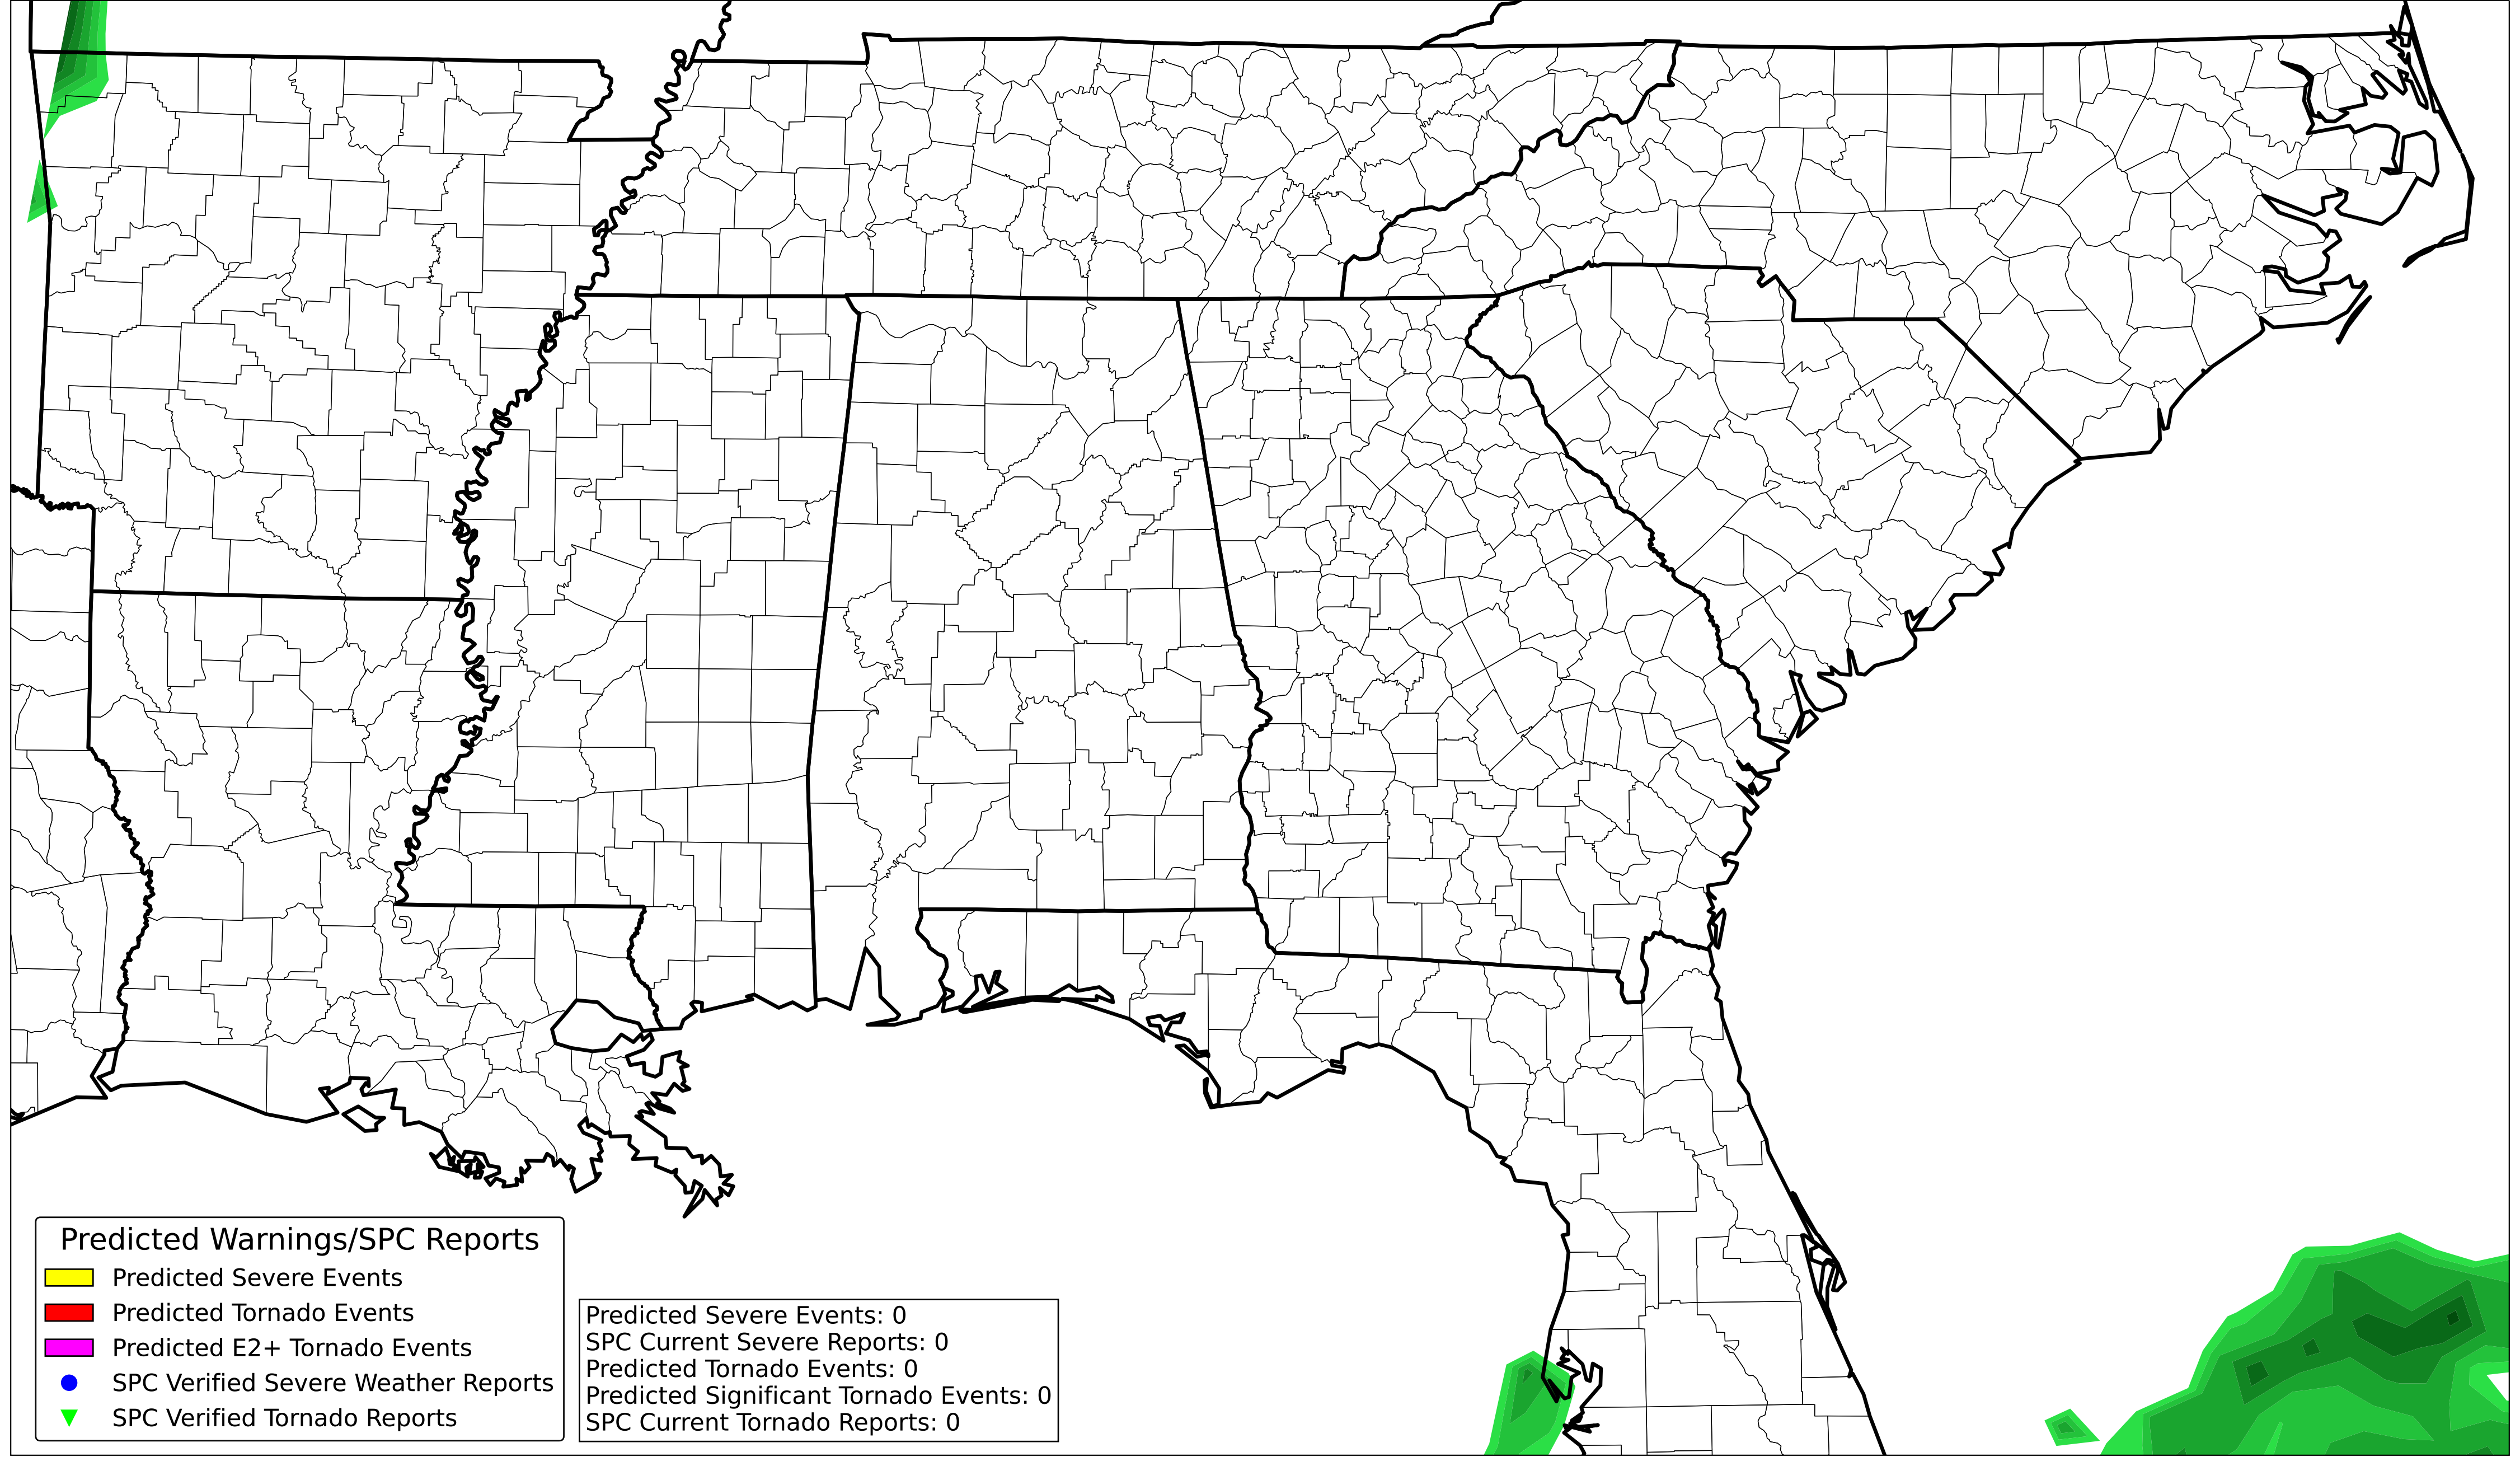 Predicted Warnings/SPC Reports
Predicted Severe Events
Predicted Tornado Events
Predicted E2+ Tornado Events
SPC Verified Severe Weather Reports
SPC Verified Tornado Reports
Predicted Severe Events: 0
SPC Current Severe Reports: 0
Predicted Tornado Events: 0
Predicted Significant Tornado Events: 0
SPC Current Tornado Reports: 0